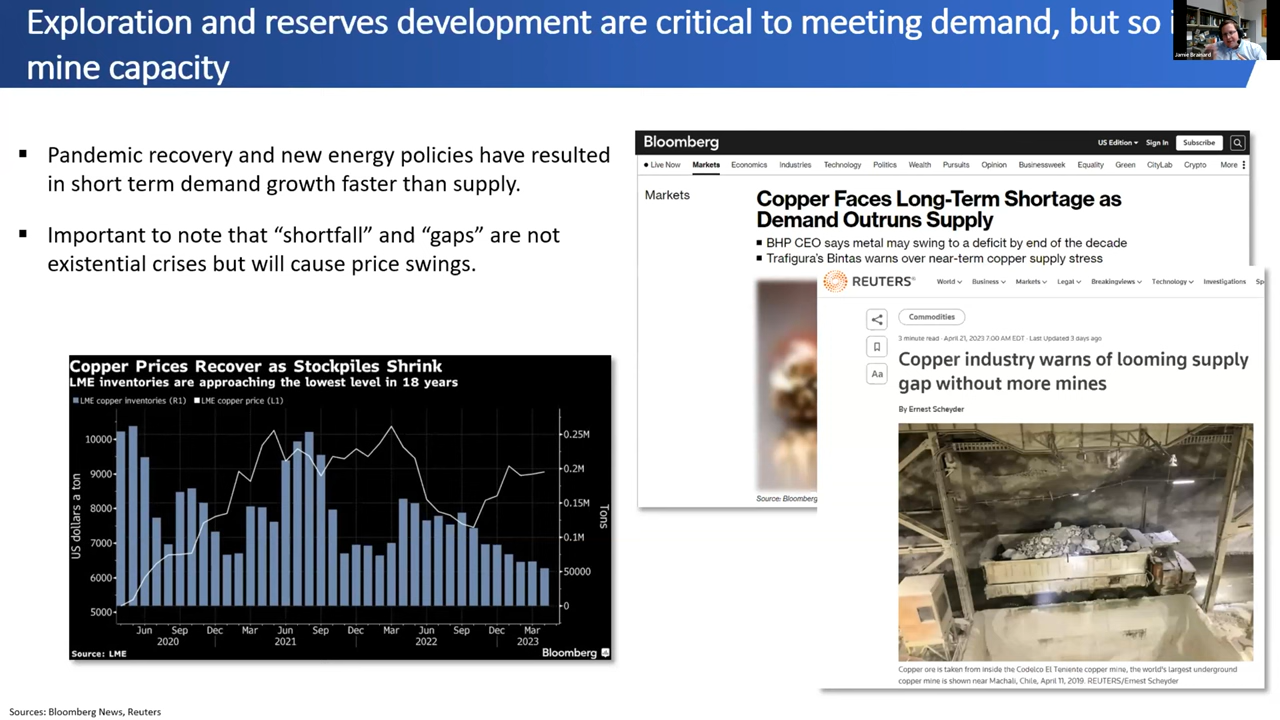 Exploration and reserves development are critical to meeting demand, but so
mine capacity
Jamie Brainard
▪ Pandemic recovery and new energy policies have resulted
in short term demand growth faster than supply.
▪ Important to note that “shortfall” and “gaps” are not
existential crises but will cause price swings.
Copper Prices Recover as Stockpiles Shrink
LME inventories are approaching the lowest level in 18 years
LME copper inventories (R1) LME copper price (L1)
US dollars a ton
10000
9000
8000
7000
6000
5000
0.25M
0.2M
0.15M
0.1M
50000
0
Tons
Jun Sep Dec Mar Jun Sep Dec Mar Jun Sep Dec Mar
2020 2021 2022 2023
Source: LME
Bloomberg
Bloomberg
US Edition Sign In Subscribe
Live Now Markets Economics Industries Technology Politics Wealth Pursuits Opinion Businessweek Equality Green CityLab Crypto More
Markets
Copper Faces Long-Term Shortage as
Demand Outruns Supply
▪ BHP CEO says metal may swing to a deficit by end of the decade
▪ Trafigura’s Bintas warns over near-term copper supply stress
Source: Bloomberg
REUTERS®
World Business Markets Legal Breakingviews Technology Investigations Sp
Commodities
3 minute read · April 21, 2023 7:00 AM EDT · Last Updated 3 days ago
Copper industry warns of looming supply
gap without more mines
Aa
By Ernest Scheyder
Copper ore is taken from inside the Codelco El Teniente copper mine, the world's largest underground
copper mine is shown near Machali, Chile, April 11, 2019. REUTERS/Ernest Scheyder
Sources: Bloomberg News, Reuters